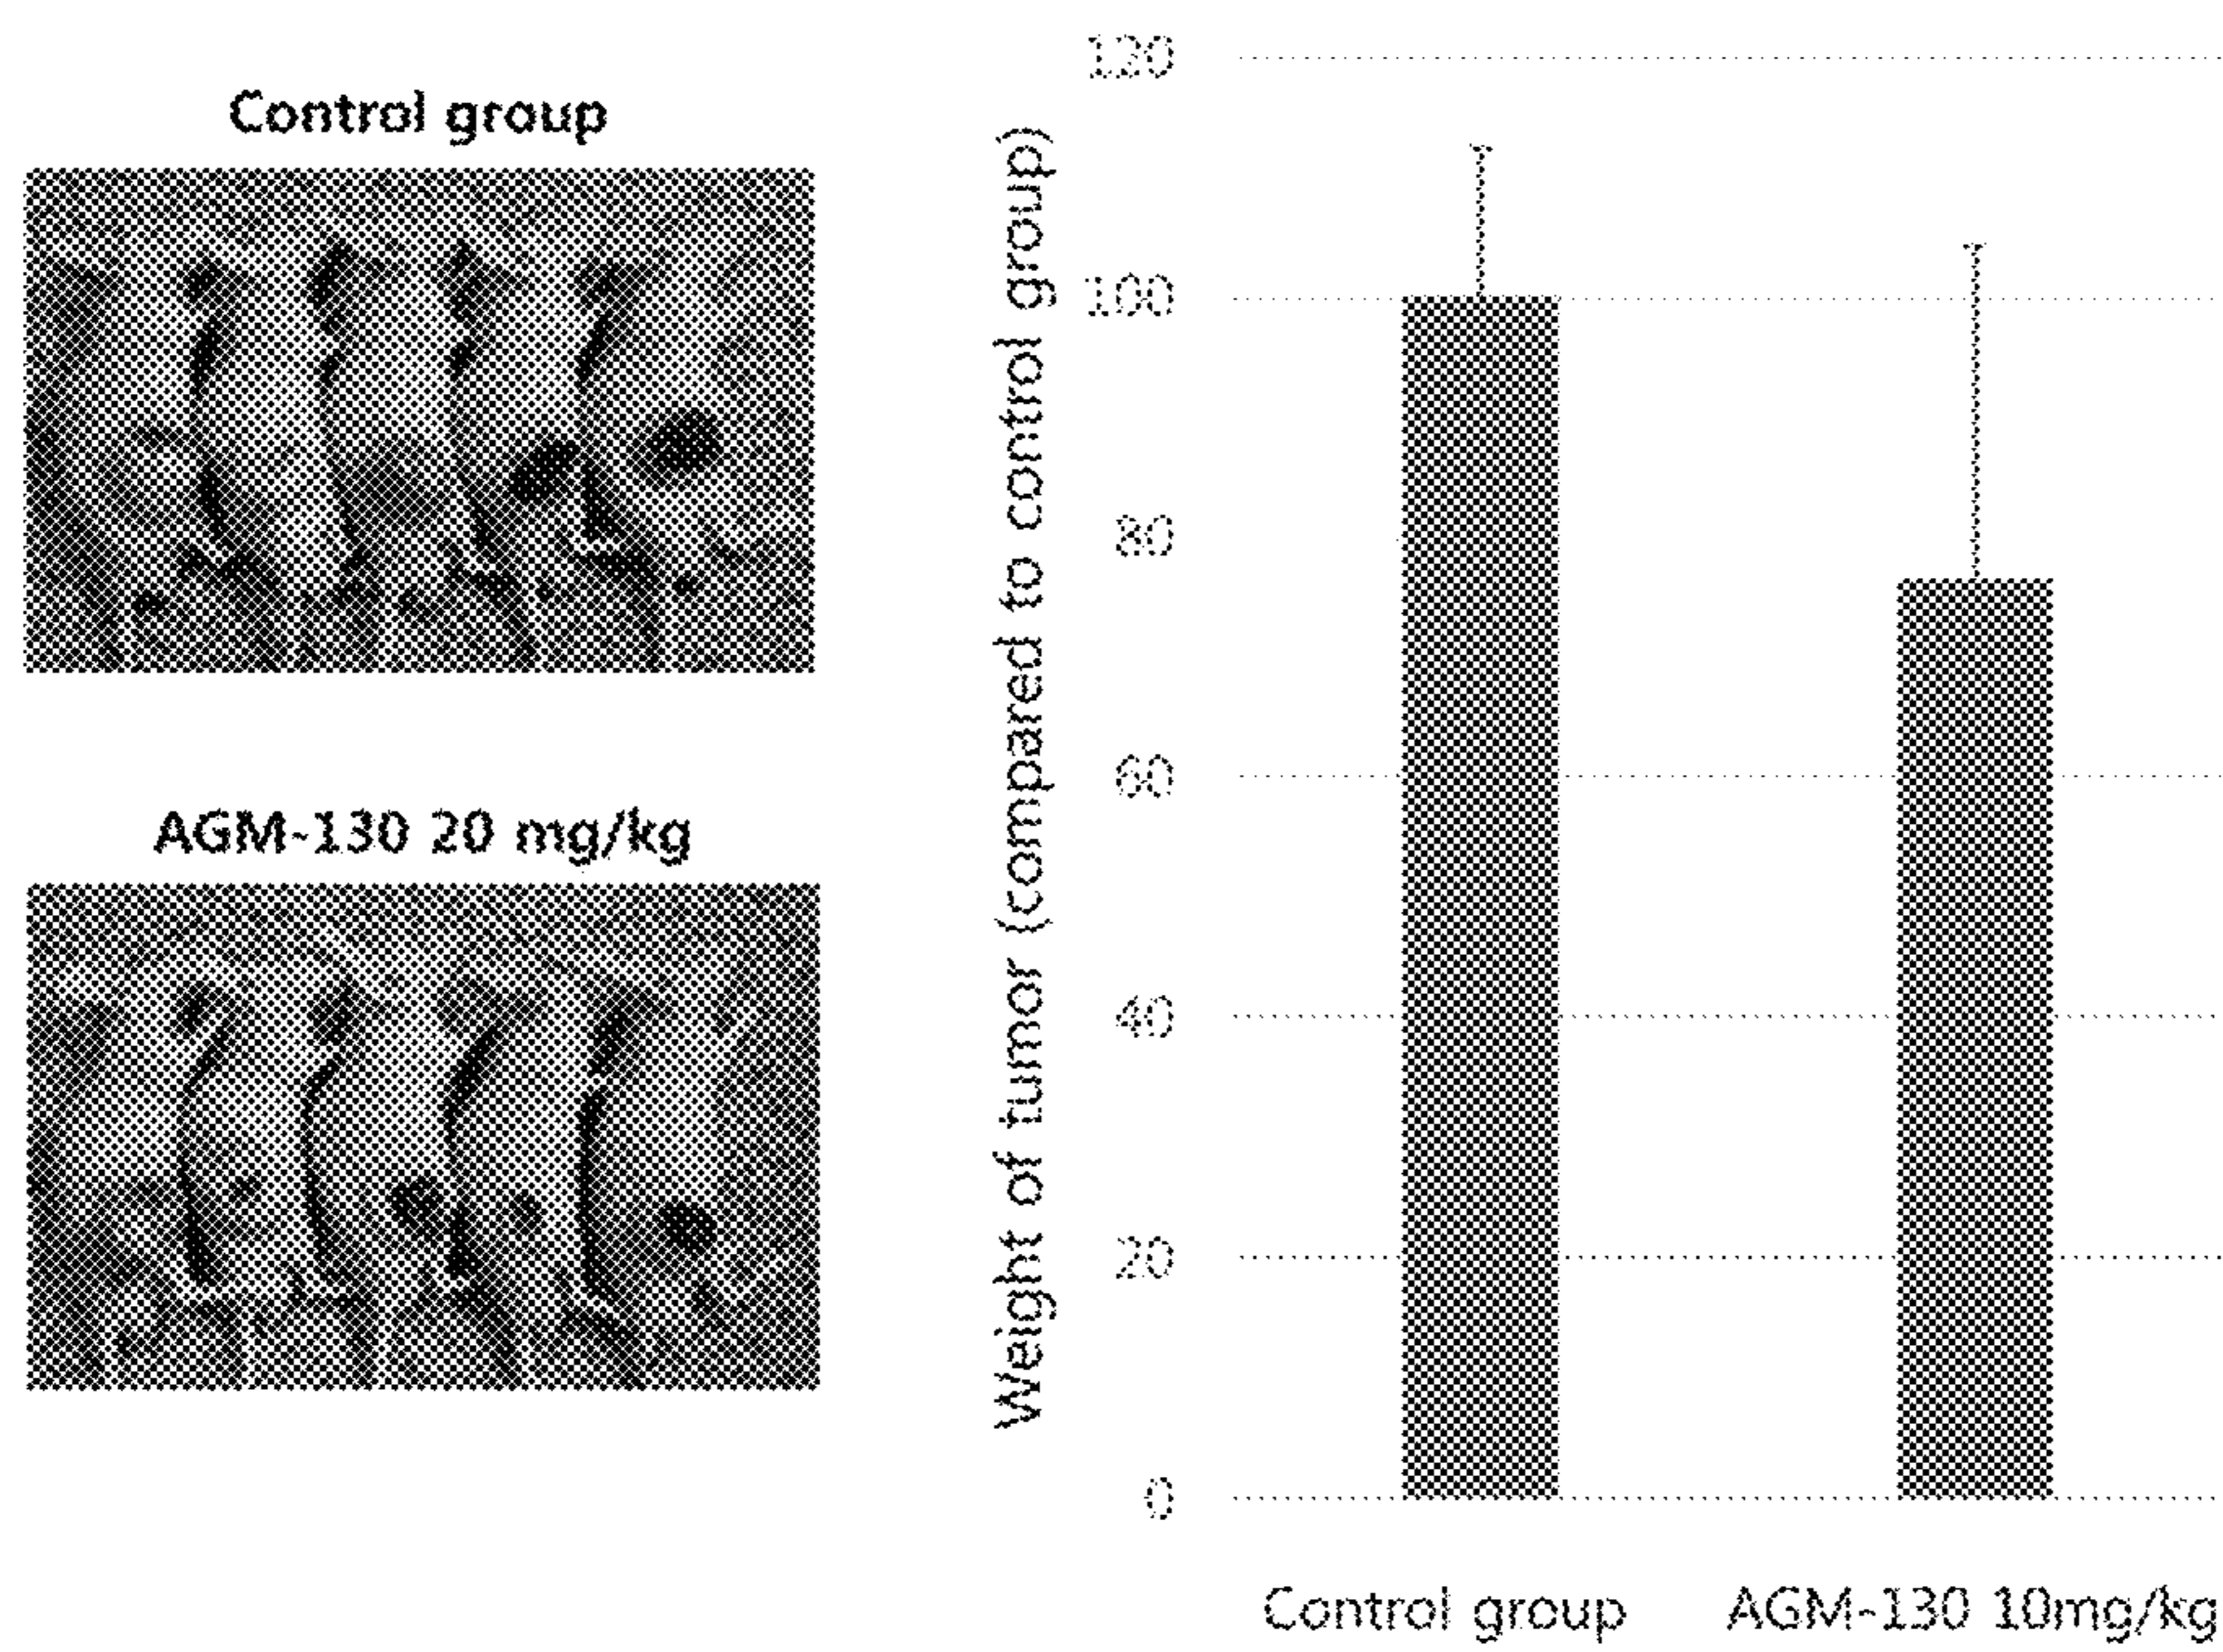 Control group
AGM-130 20 mg/kg
Weight of tumor (compared to control group)
120
100
80
60
40
20
0
Control group
AGM-130 10mg/kg